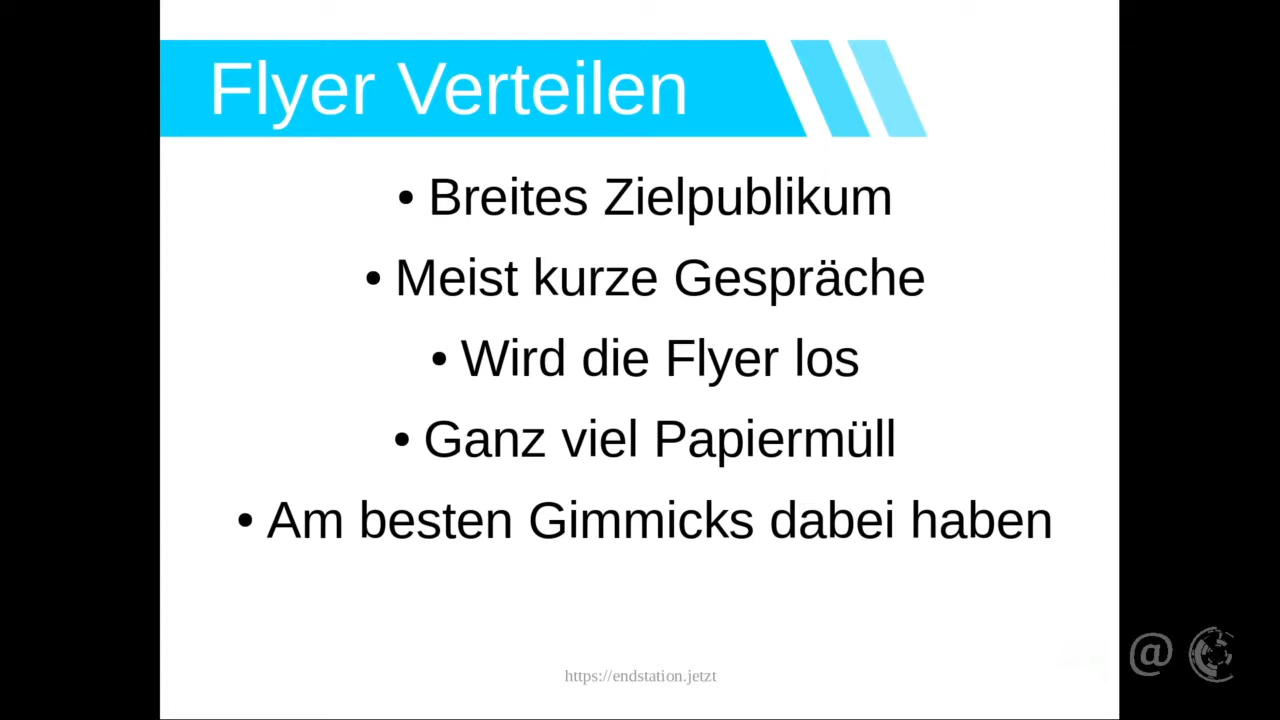 Flyer Verteilen
• Breites Zielpublikum
• Meist kurze Gespräche
• Wird die Flyer los
• Ganz viel Papiermüll
• Am besten Gimmicks dabei haben
https://endstation.jetzt
@